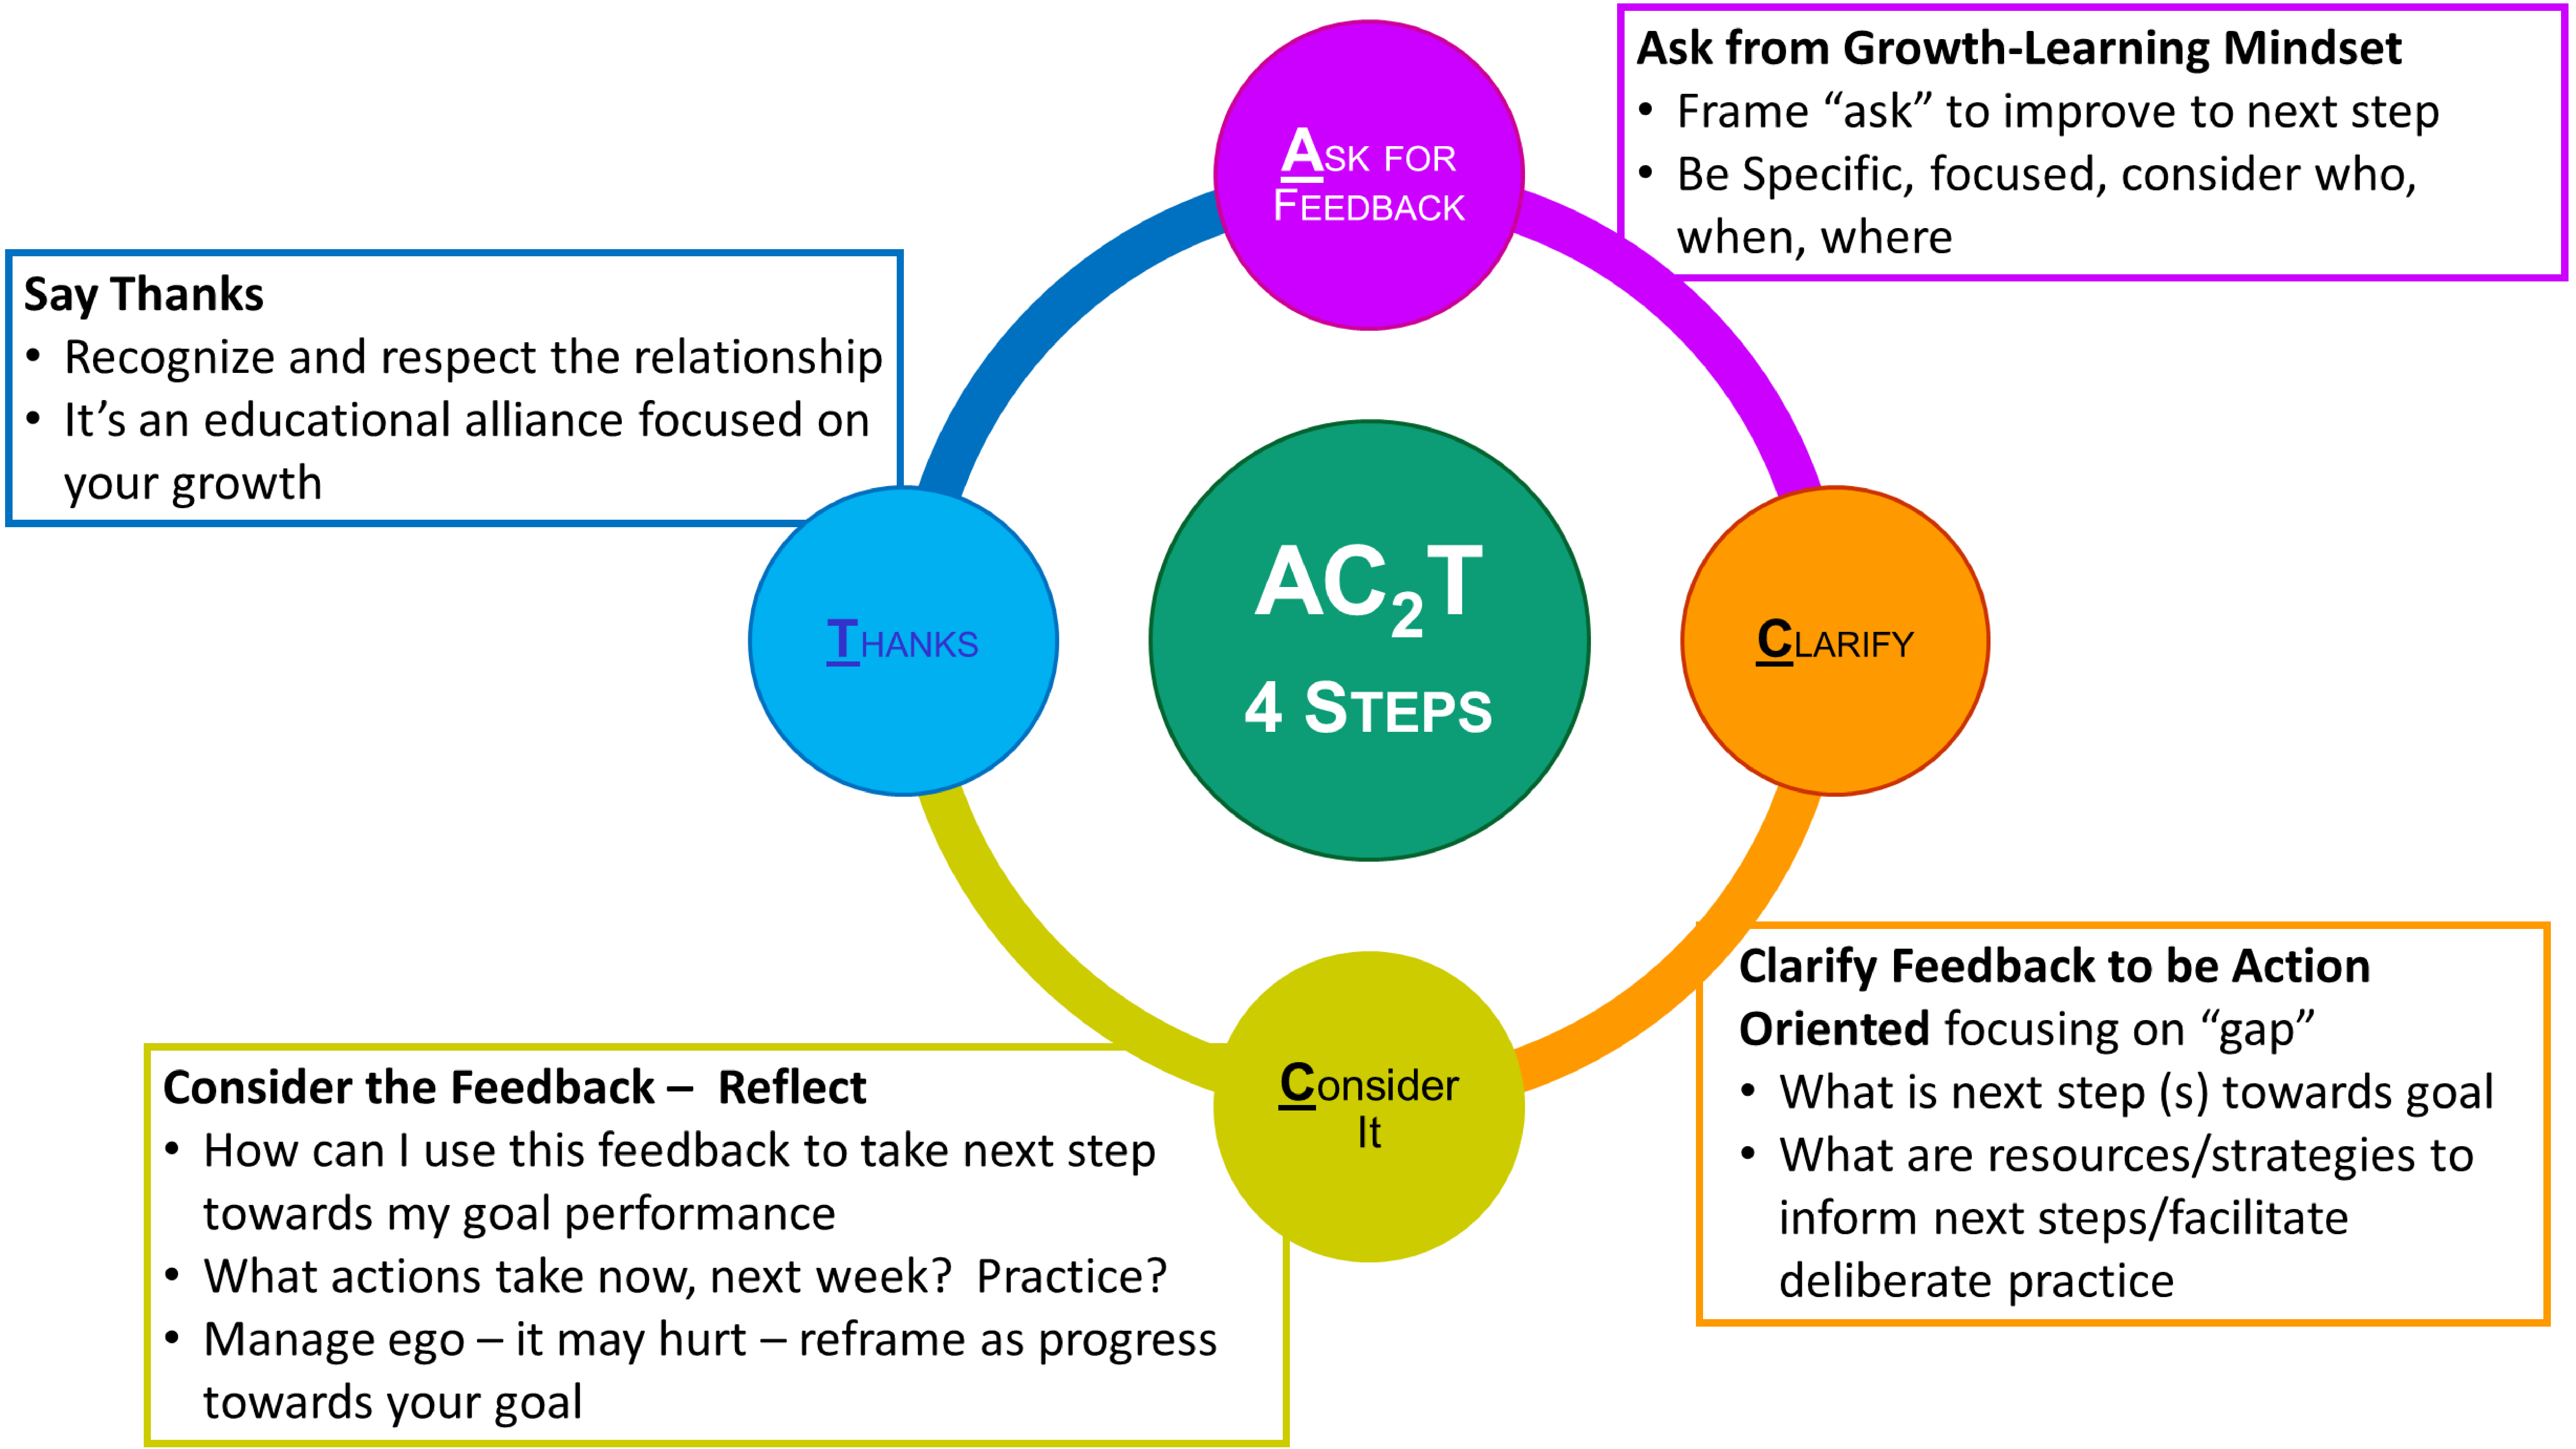 Ask for
Feedback
Ask from Growth-Learning Mindset
• Frame “ask” to improve to next step
• Be Specific, focused, consider who,
when, where
Say Thanks
• Recognize and respect the relationship
• It’s an educational alliance focused on
your growth
Thanks
AC₂T
4 Steps
Clarify
Clarify Feedback to be Action
Oriented focusing on “gap”
• What is next step (s) towards goal
• What are resources/strategies to
inform next steps/facilitate
deliberate practice
Consider
It
Consider the Feedback – Reflect
• How can I use this feedback to take next step
towards my goal performance
• What actions take now, next week? Practice?
• Manage ego – it may hurt – reframe as progress
towards your goal